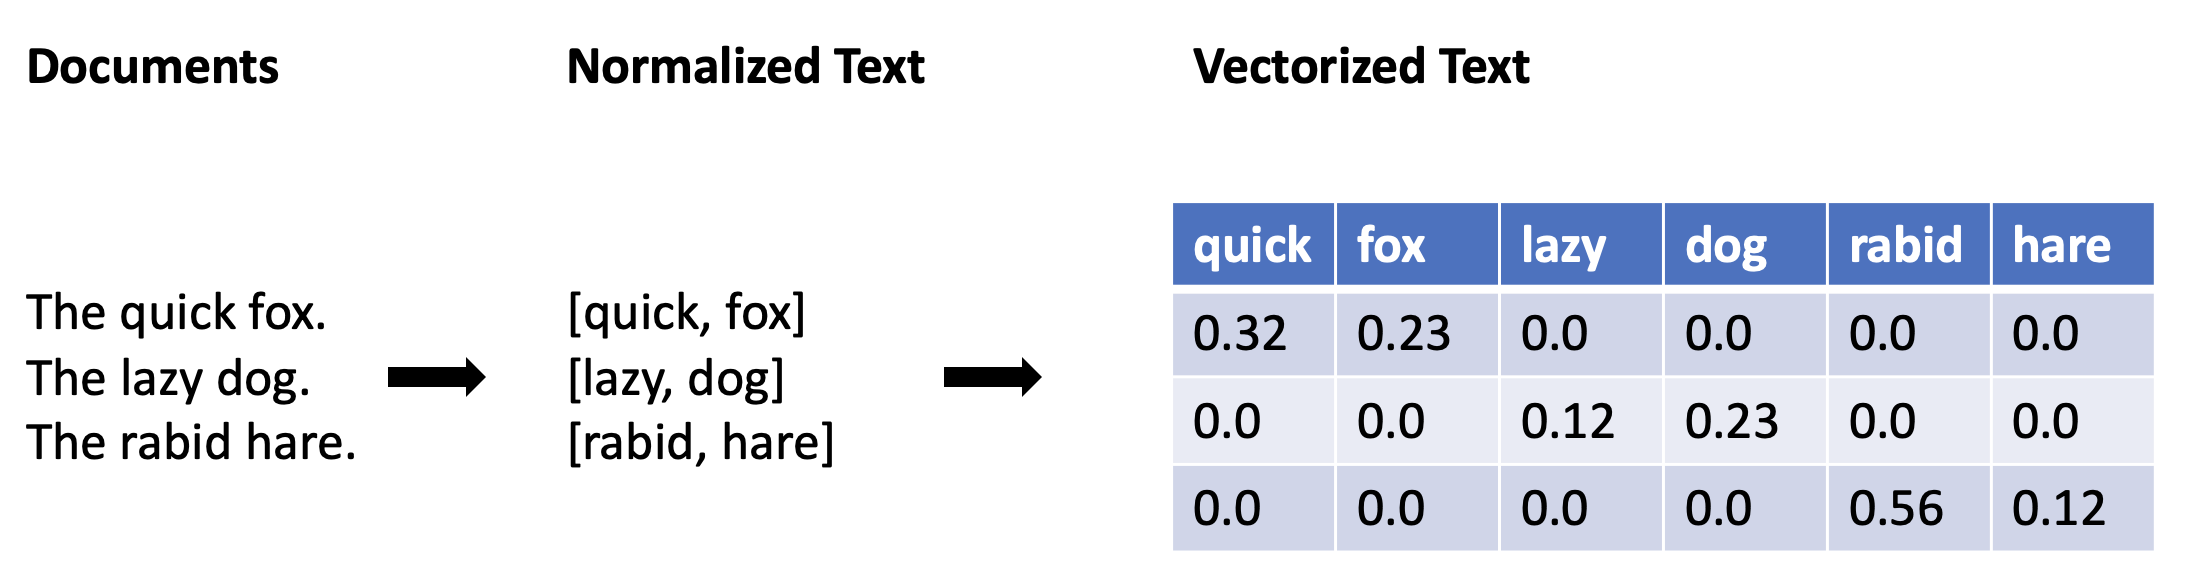 Documents
Normalized Text
Vectorized Text
The quick fox.
The lazy dog.
The rabid hare.
[quick, fox]
[lazy, dog]
[rabid, hare]
quick fox lazy dog rabid hare
0.32 0.23 0.0 0.0 0.0 0.0
0.0 0.0 0.12 0.23 0.0 0.0
0.0 0.0 0.0 0.0 0.56 0.12